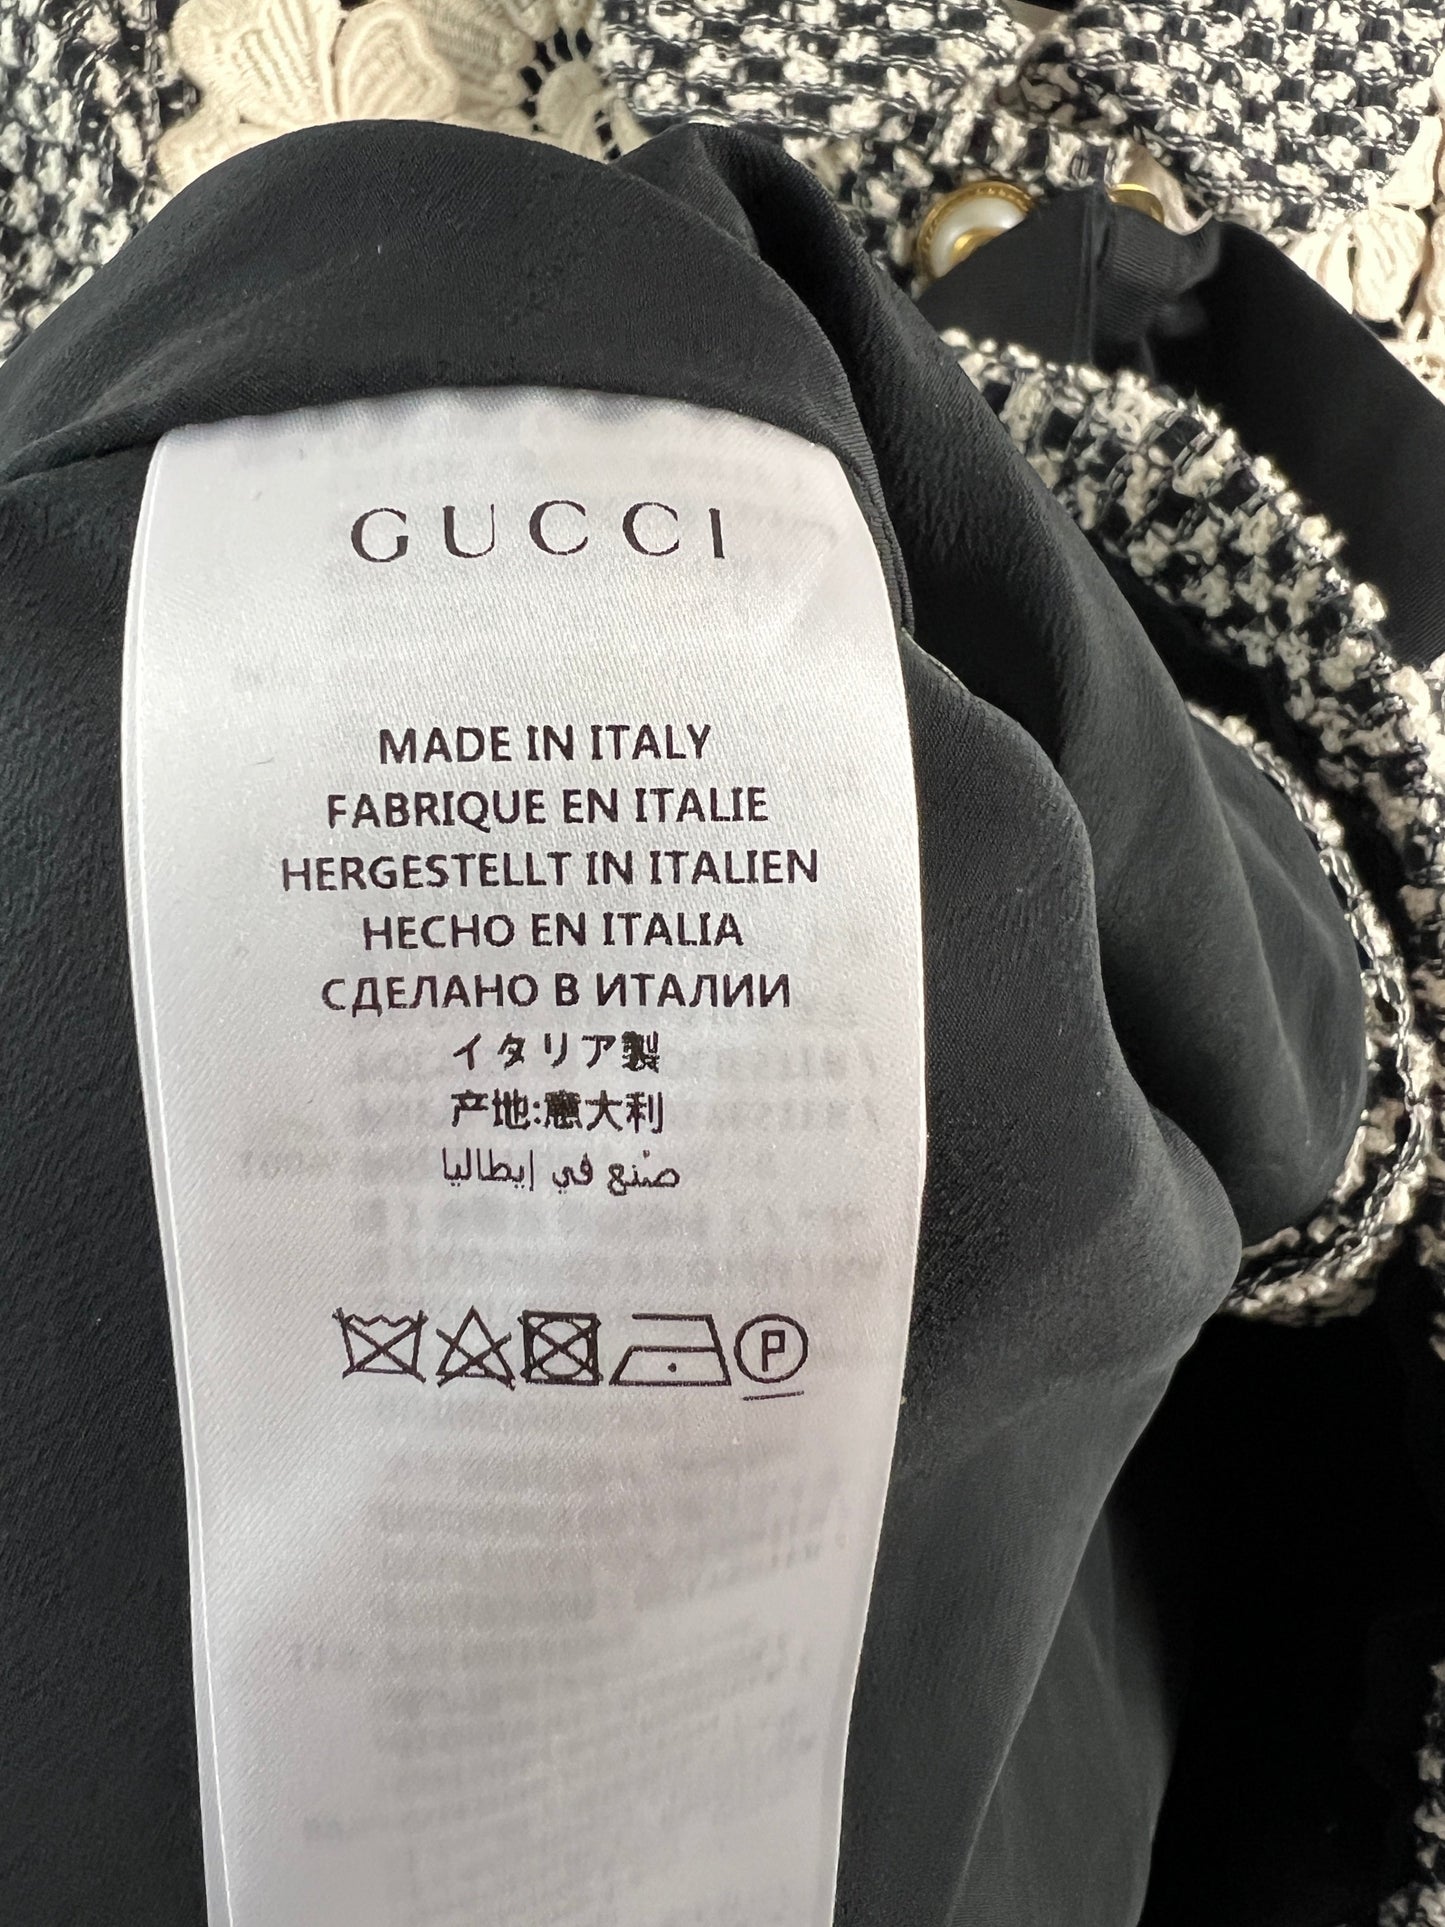 GUCCI
MADE IN ITALY
FABRIQUE EN ITALIE
HERGESTELLT IN ITALIEN
HECHO EN ITALIA
СДЕЛАНО В ИТАЛИИ
イタリア製
产地:意大利
صنع في إيطاليا
P